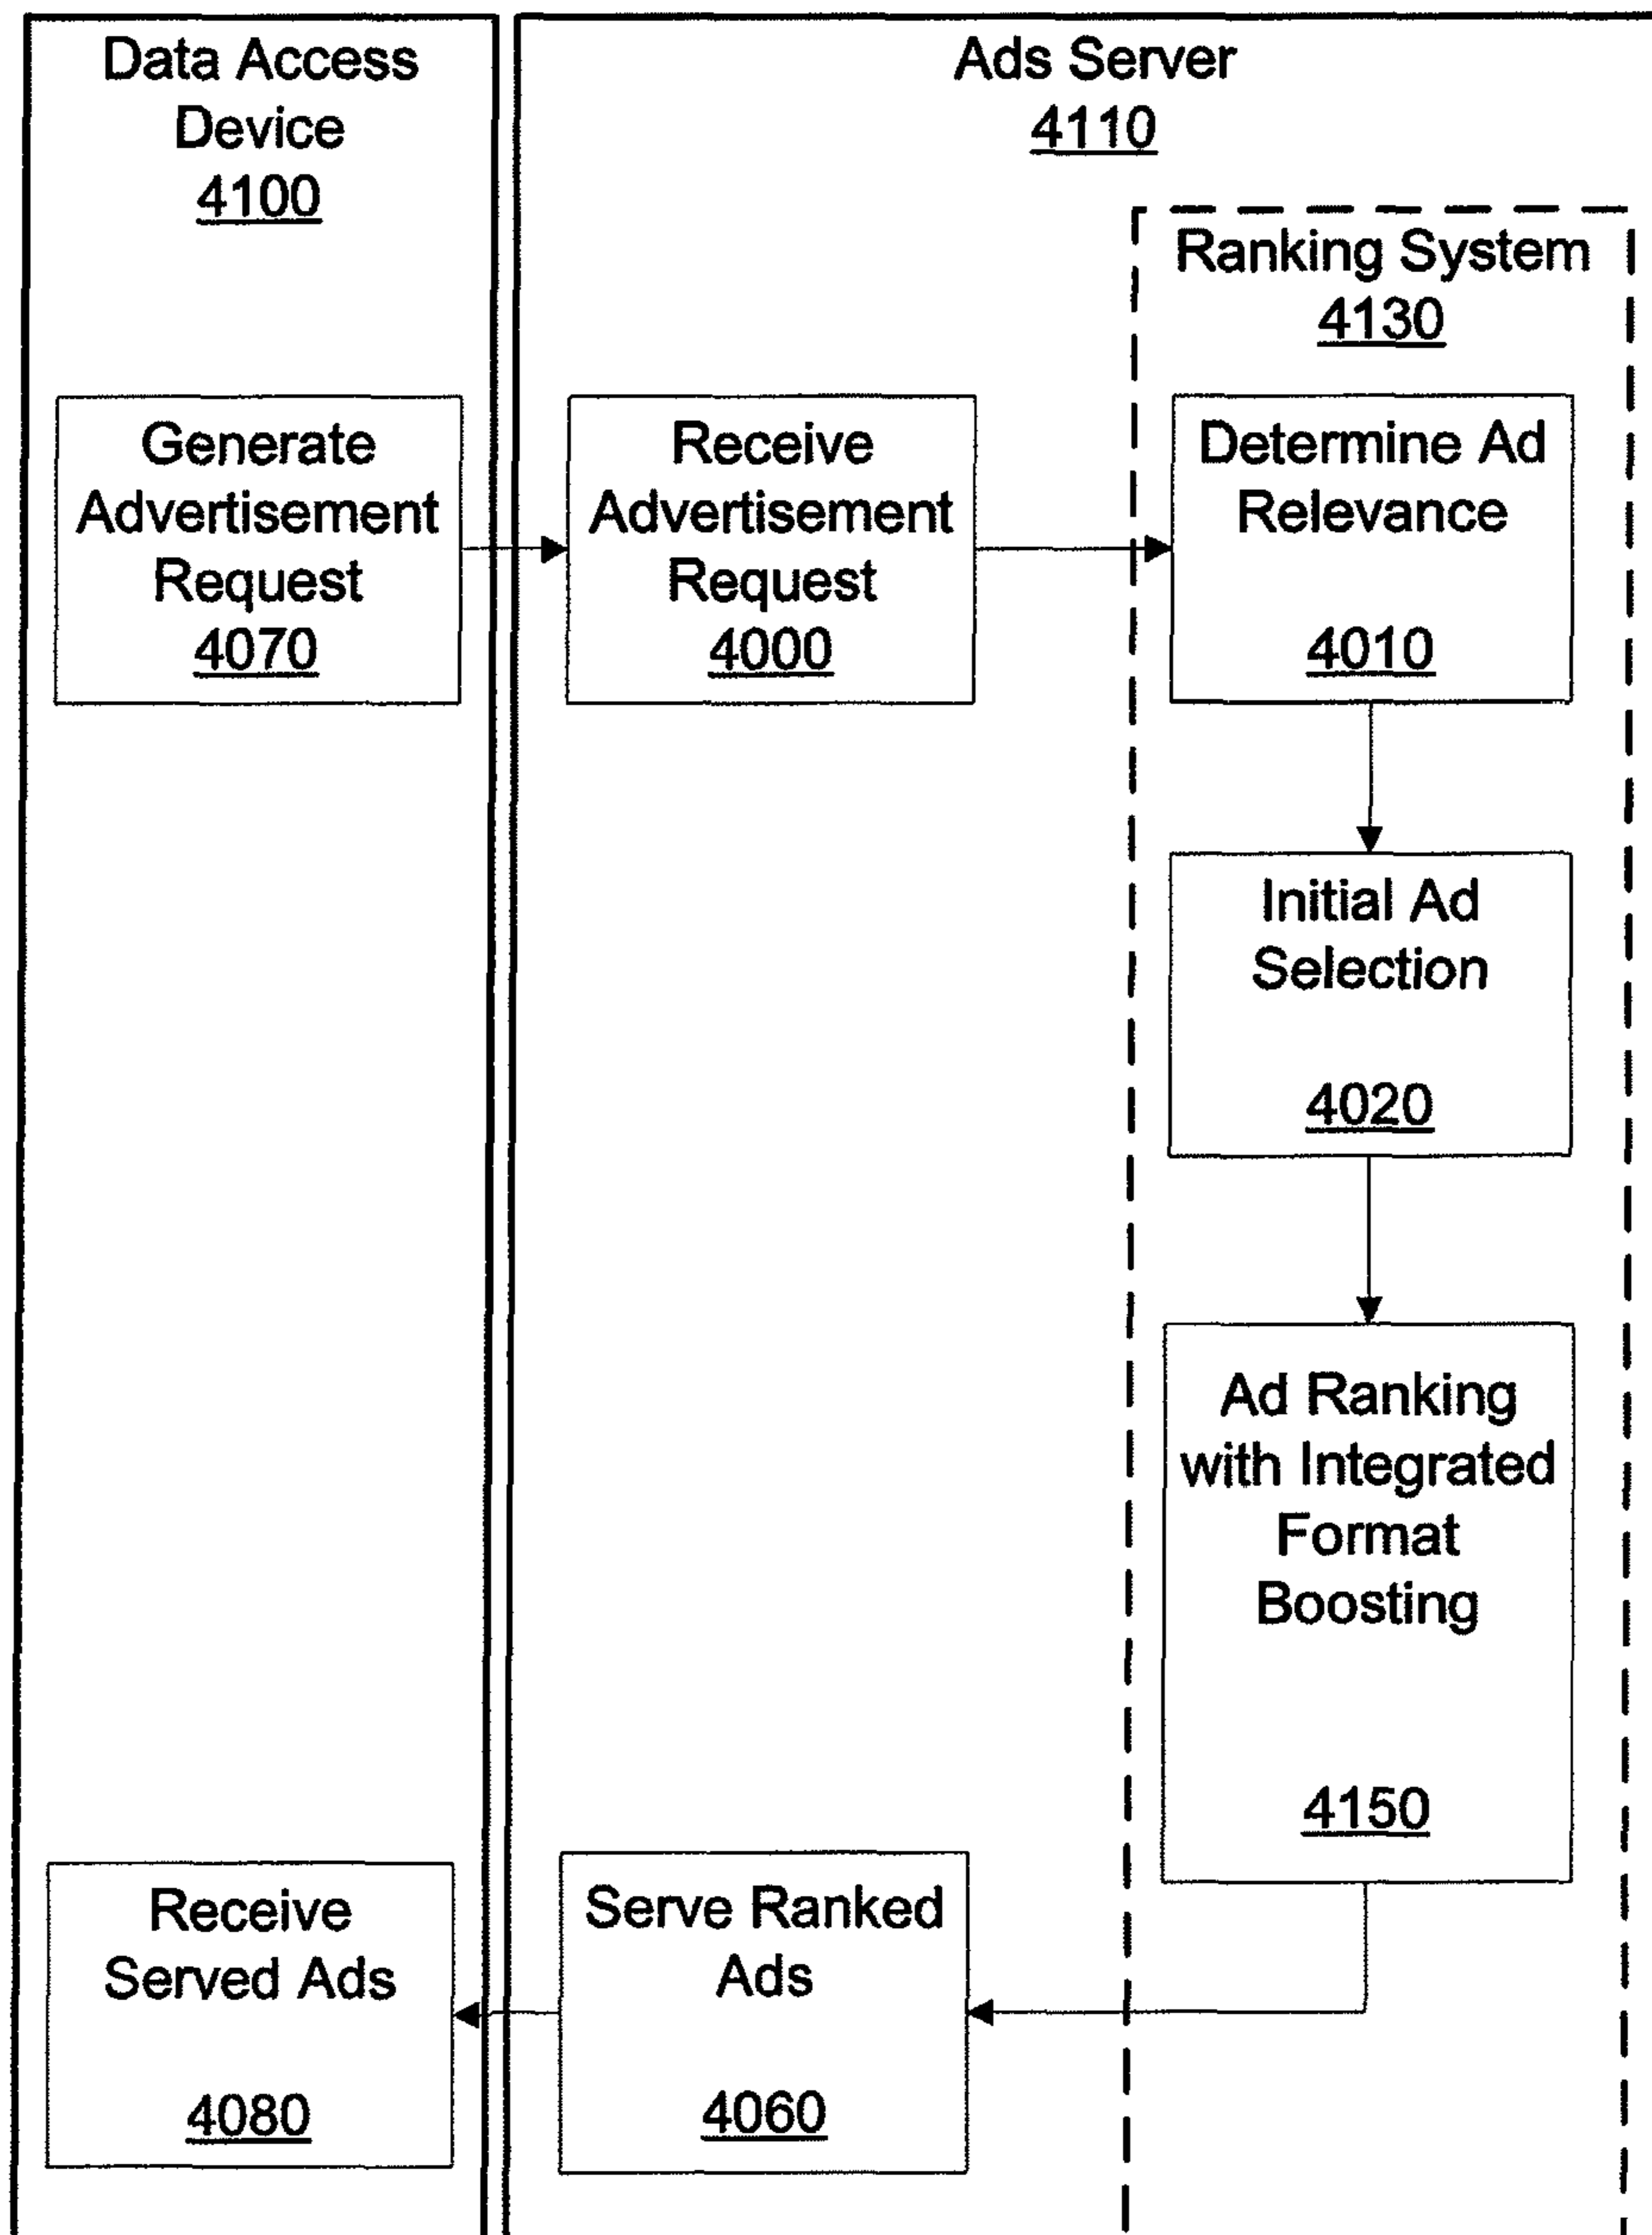 Data Access
Device
4100
Ads Server
4110
Ranking System
4130
Generate
Advertisement
Request
4070
Receive
Advertisement
Request
4000
Determine Ad
Relevance
4010
Initial Ad
Selection
4020
Ad Ranking
with Integrated
Format
Boosting
4150
Receive
Served Ads
4080
Serve Ranked
Ads
4060